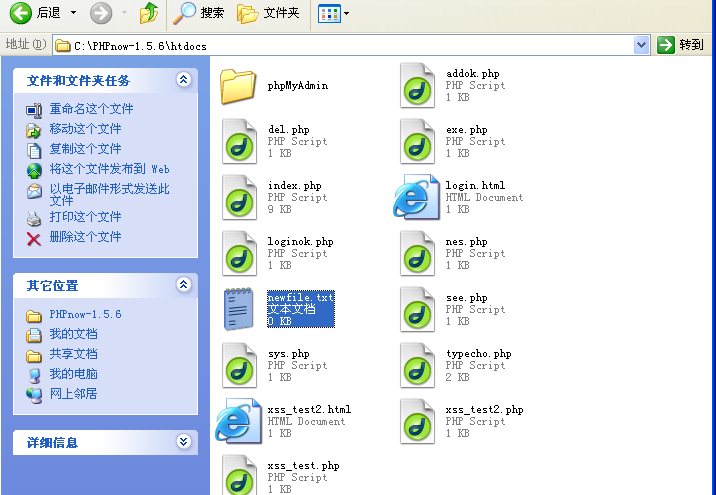 后退
搜索
文件夹
地址(D)
C:\PHPnow-1.5.6\htdocs
转到
文件和文件夹任务
重命名这个文件
移动这个文件
复制这个文件
将这个文件发布到 Web
以电子邮件形式发送此
文件
打印这个文件
删除这个文件
其它位置
PHPnow-1.5.6
我的文档
共享文档
我的电脑
网上邻居
详细信息
phpMyAdmin
addok.php
PHP Script
1 KB
del.php
PHP Script
1 KB
exe.php
PHP Script
1 KB
index.php
PHP Script
9 KB
login.html
HTML Document
1 KB
loginok.php
PHP Script
1 KB
nes.php
PHP Script
1 KB
newfile.txt
文本文档
0 KB
see.php
PHP Script
1 KB
sys.php
PHP Script
1 KB
typecho.php
PHP Script
2 KB
xss_test2.html
HTML Document
1 KB
xss_test2.php
PHP Script
1 KB
xss_test.php
PHP Script
1 KB